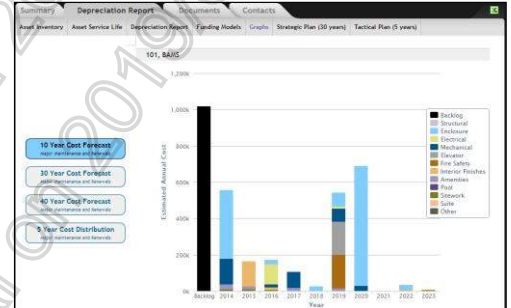 Summary Depreciation Report Documents Contacts
Asset Inventory Asset Service Life Depreciation Report Funding Models Graphs Strategic Plan (30 years) Tactical Plan (5 years)
101, BAMS
1,200k
1,000k
800k
600k
400k
200k
0k
Estimated Annual Cost
10 Year Cost Forecast
Major maintenance and Renewals
30 Year Cost Forecast
Major maintenance and Renewals
40 Year Cost Forecast
Major maintenance and Renewals
5 Year Cost Distribution
Major maintenance and Renewals
Backlog
Structural
Enclosure
Electrical
Mechanical
Elevator
Fire Safety
Interior Finishes
Amenities
Pool
Sitework
Suite
Other
Backlog 2014 2015 2016 2017 2018 2019 2020 2021 2022 2023
Year
on 2019